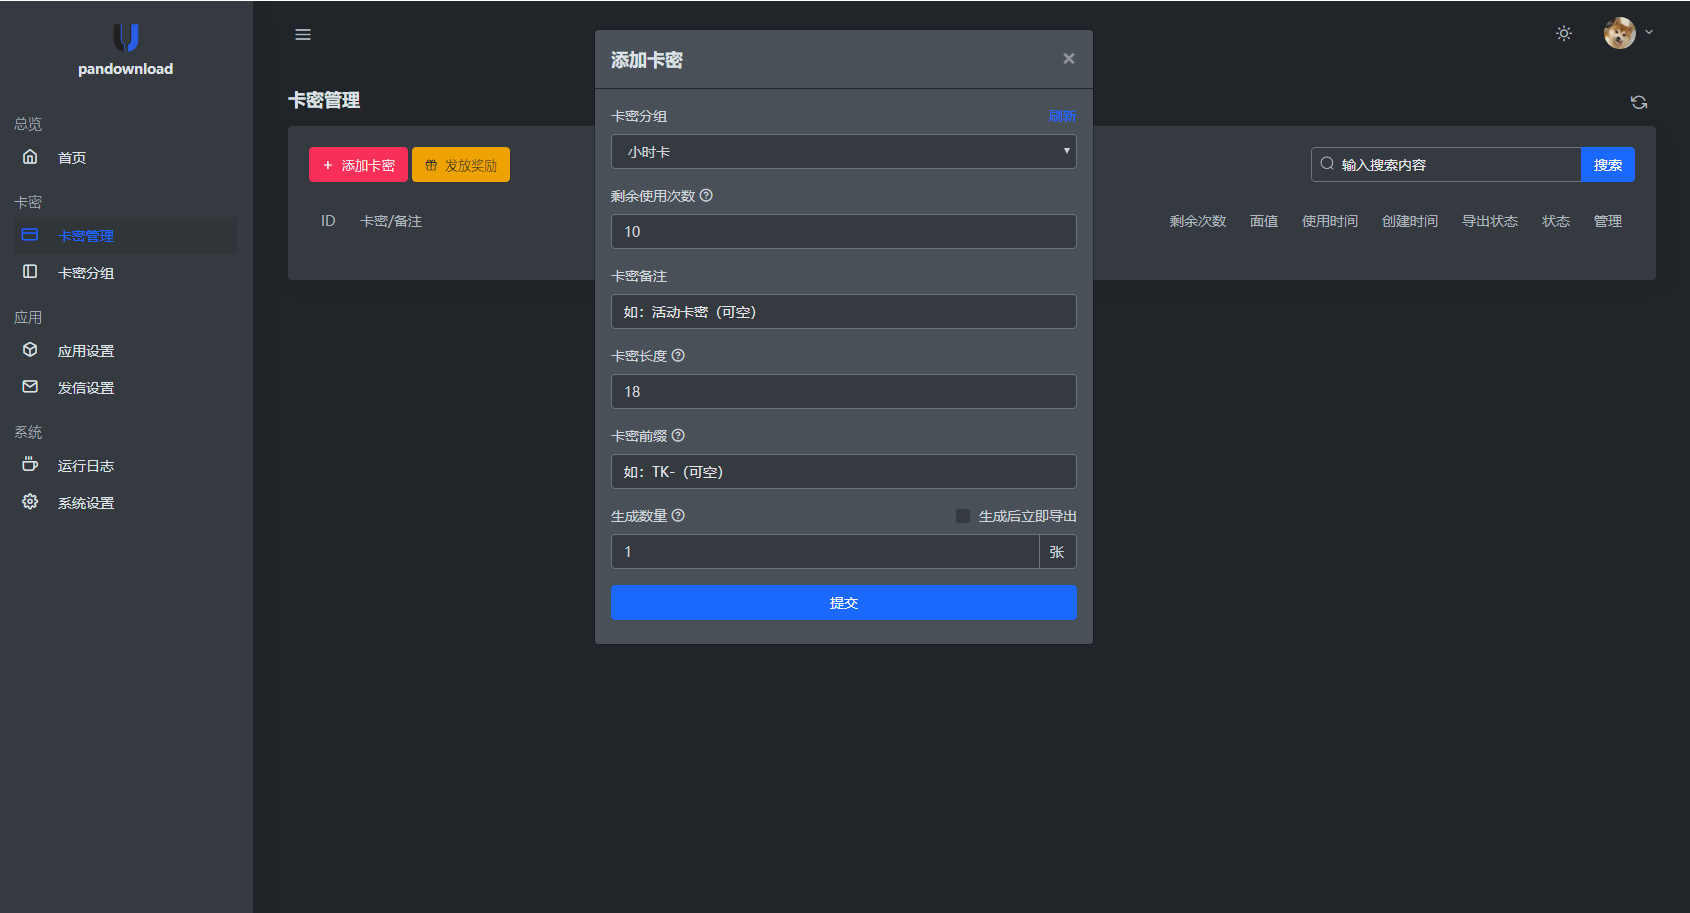 pandownload
总览
首页
卡密
卡密管理
卡密分组
应用
应用设置
发信设置
系统
运行日志
系统设置
卡密管理
+ 添加卡密
发放奖励
输入搜索内容
搜索
ID 卡密/备注 剩余次数 面值 使用时间 创建时间 导出状态 状态 管理
添加卡密 ×
卡密分组 刷新
小时卡
剩余使用次数
10
卡密备注
如：活动卡密（可空）
卡密长度
18
卡密前缀
如：TK-（可空）
生成数量 生成后立即导出
1 张
提交